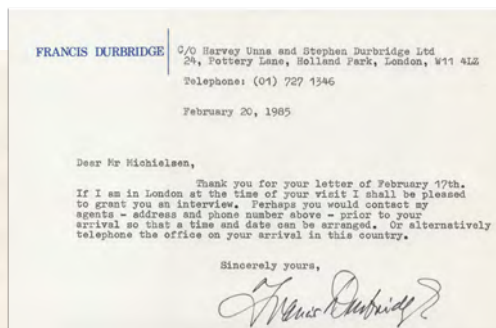 FRANCIS DURBRIDGE
C/O Harvey Unna and Stephen Durbridge Ltd
24, Pottery Lane, Holland Park, London, W11 4LZ
Telephone: (01) 727 1346
February 20, 1985
Dear Mr Michielsen,
Thank you for your letter of February 17th.
If I am in London at the time of your visit I shall be pleased
to grant you an interview. Perhaps you would contact my
agents - address and phone number above - prior to your
arrival so that a time and date can be arranged. Or alternatively
telephone the office on your arrival in this country.
Sincerely yours,
Francis Durbridge